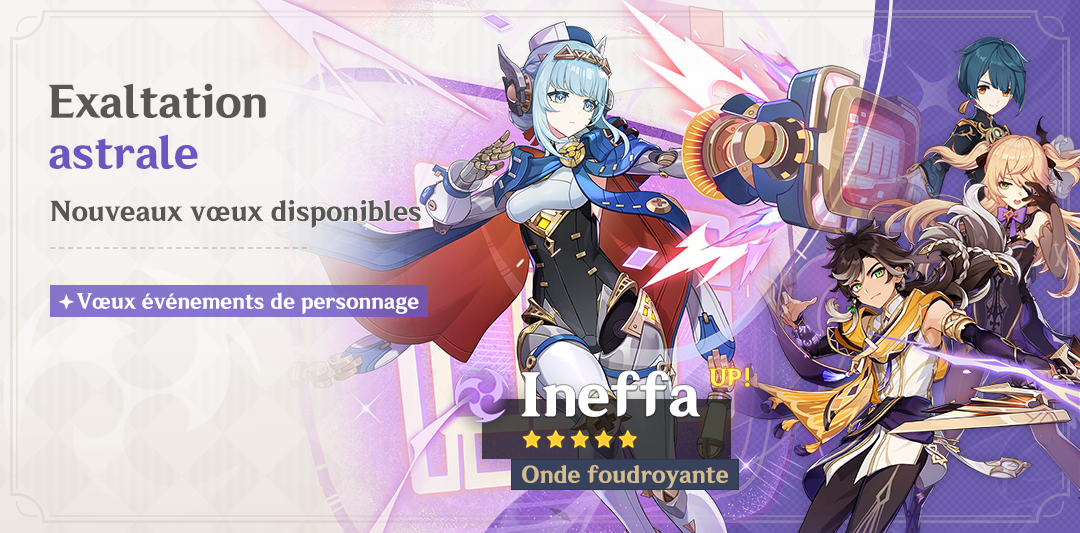 Exaltation
astrale
Nouveaux vœux disponibles
Vœux événements de personnage
Ineffa UP!
Onde foudroyante